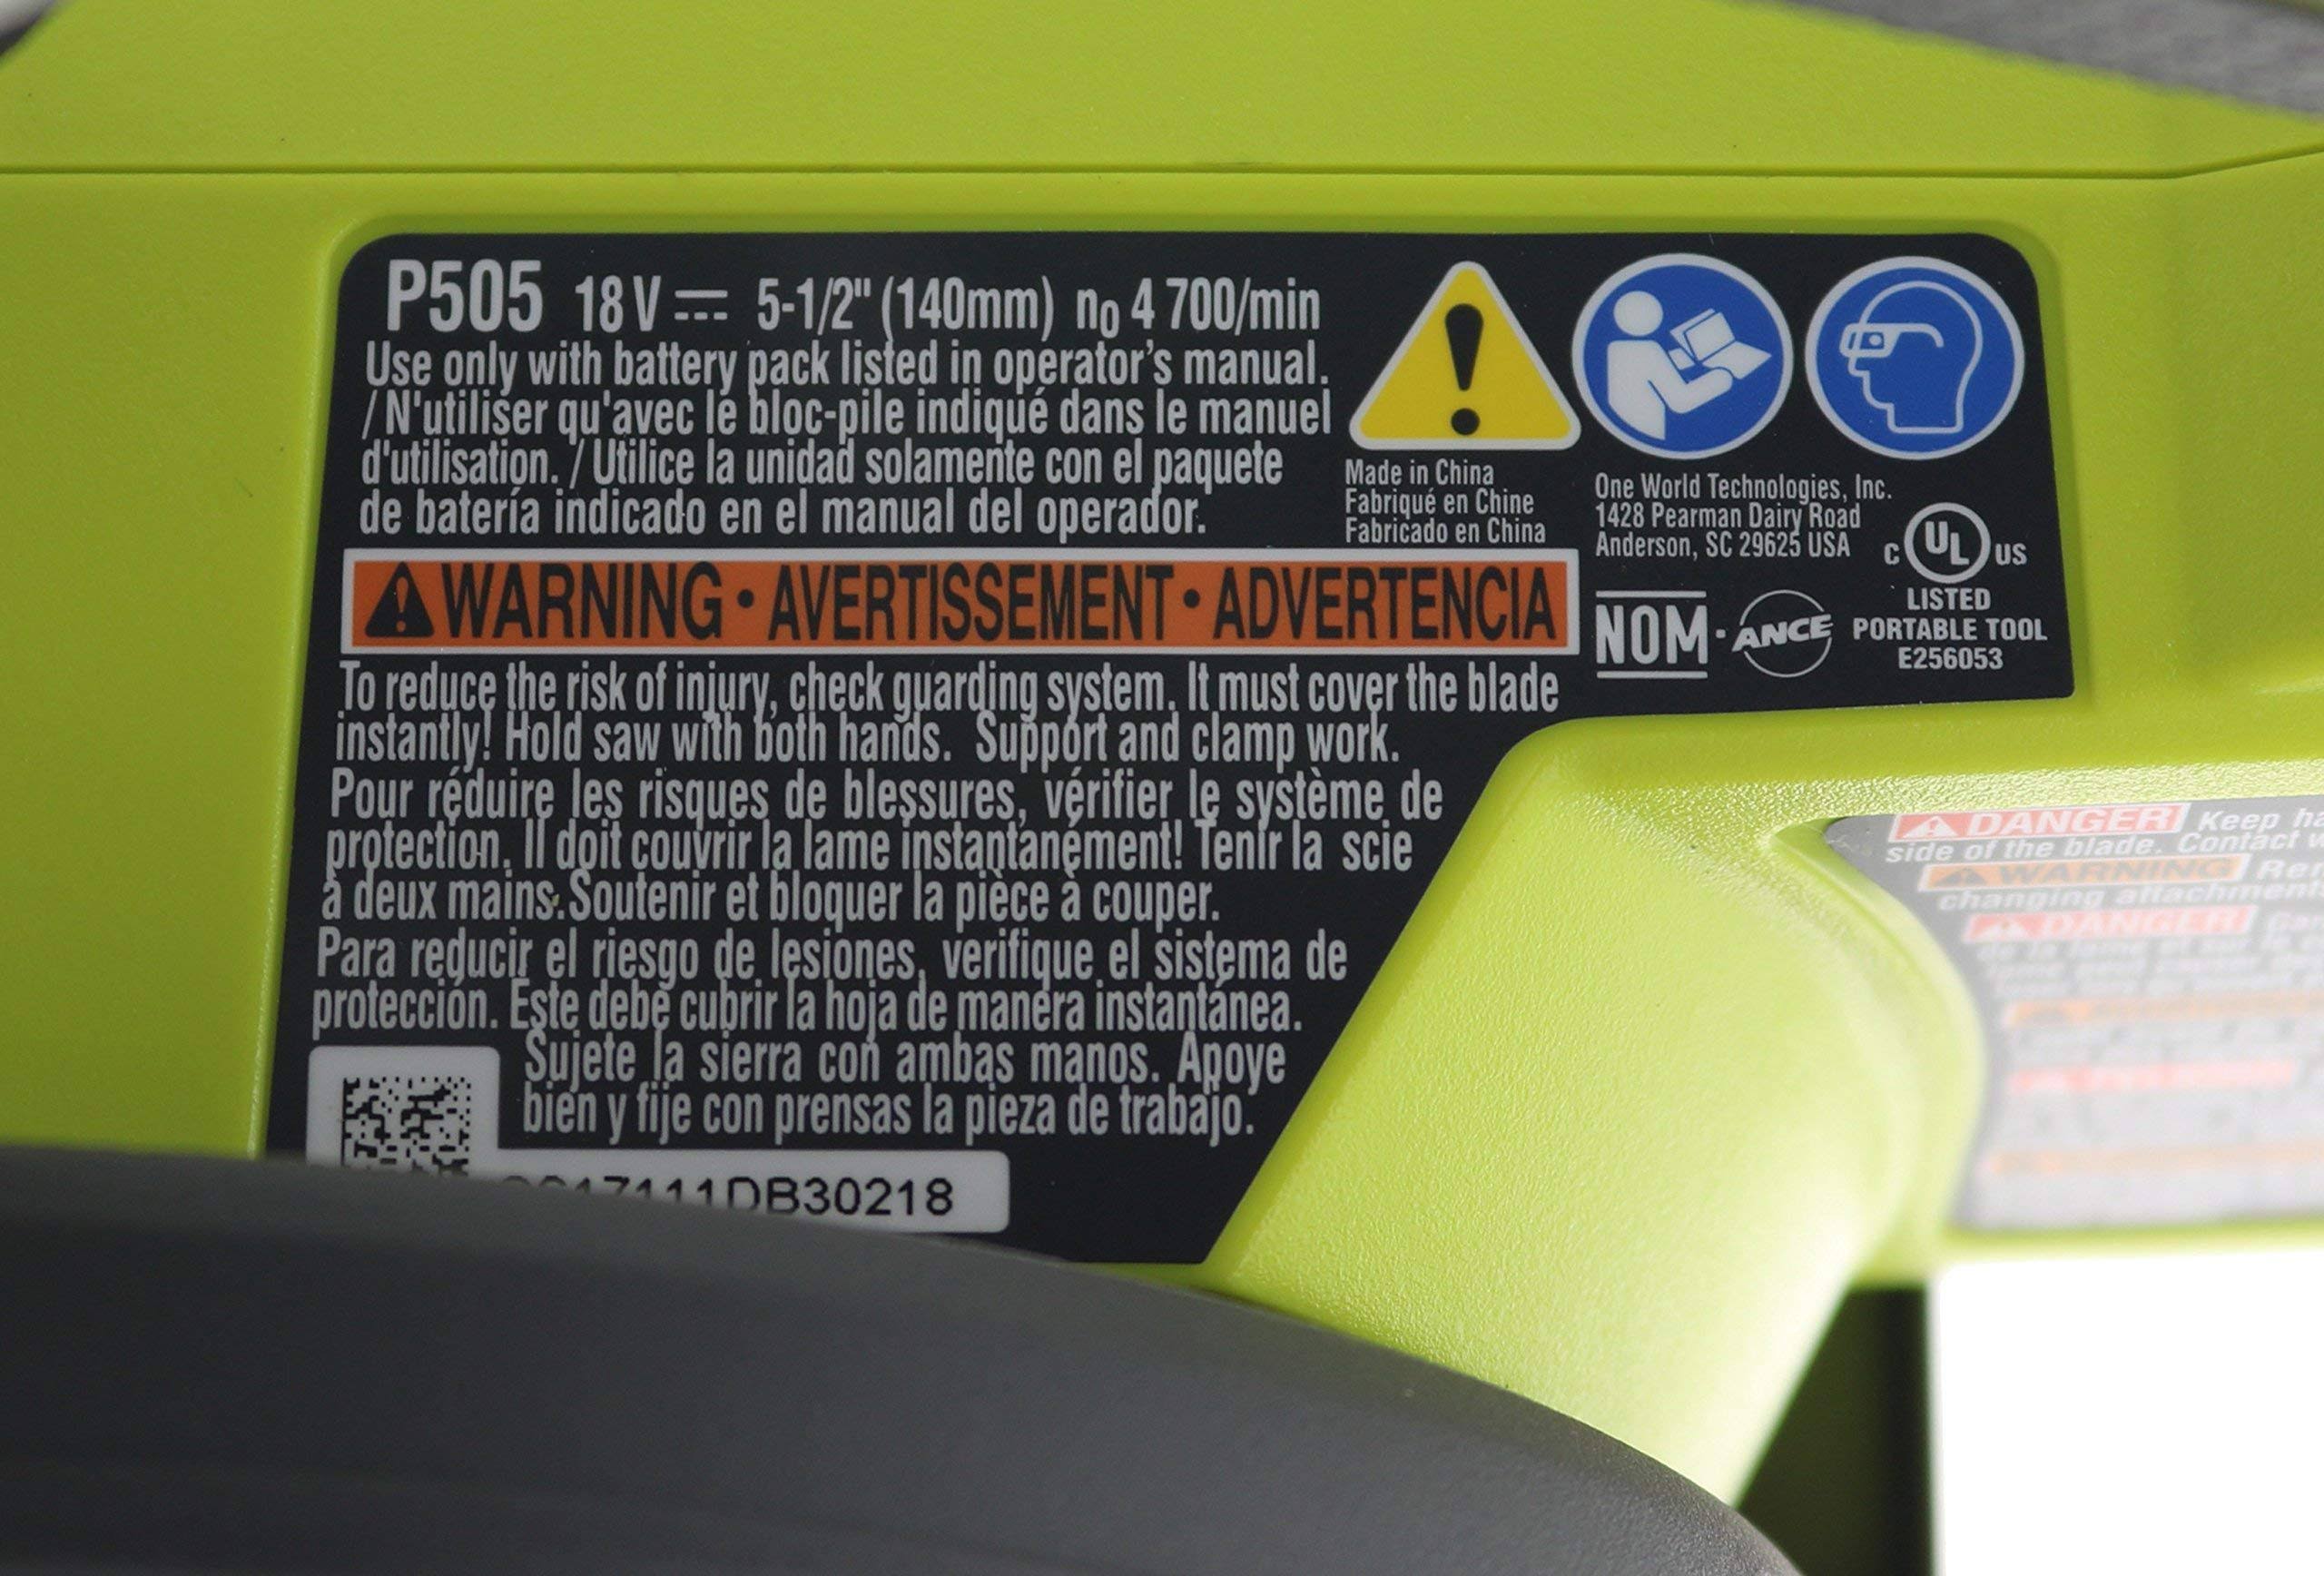 P505 18 V 5-1/2" (140mm) n0 4 700/min
Use only with battery pack listed in operator's manual.
/ N'utiliser qu'avec le bloc-pile indiqué dans le manuel
d'utilisation. / Utilice la unidad solamente con el paquete
de batería indicado en el manual del operador.
Made in China
Fabriqué en Chine
Fabricado en China
One World Technologies, Inc.
1428 Pearman Dairy Road
Anderson, SC 29625 USA
C UL US
LISTED
PORTABLE TOOL
E256053
NOM - ANCE
WARNING • AVERTISSEMENT • ADVERTENCIA
To reduce the risk of injury, check guarding system. It must cover the blade
instantly! Hold saw with both hands. Support and clamp work.
Pour réduire les risques de blessures, vérifier le système de
protection. Il doit couvrir la lame instantanément! Tenir la scie
à deux mains. Soutenir et bloquer la pièce à couper.
Para reducir el riesgo de lesiones, verifique el sistema de
protección. Este debe cubrir la hoja de manera instantánea.
Sujete la sierra con ambas manos. Apoye
bien y fije con prensas la pieza de trabajo.
17111DB30218
DANGER Keep
side of the blade. Contact
WARNING
changing attachment
DANGER